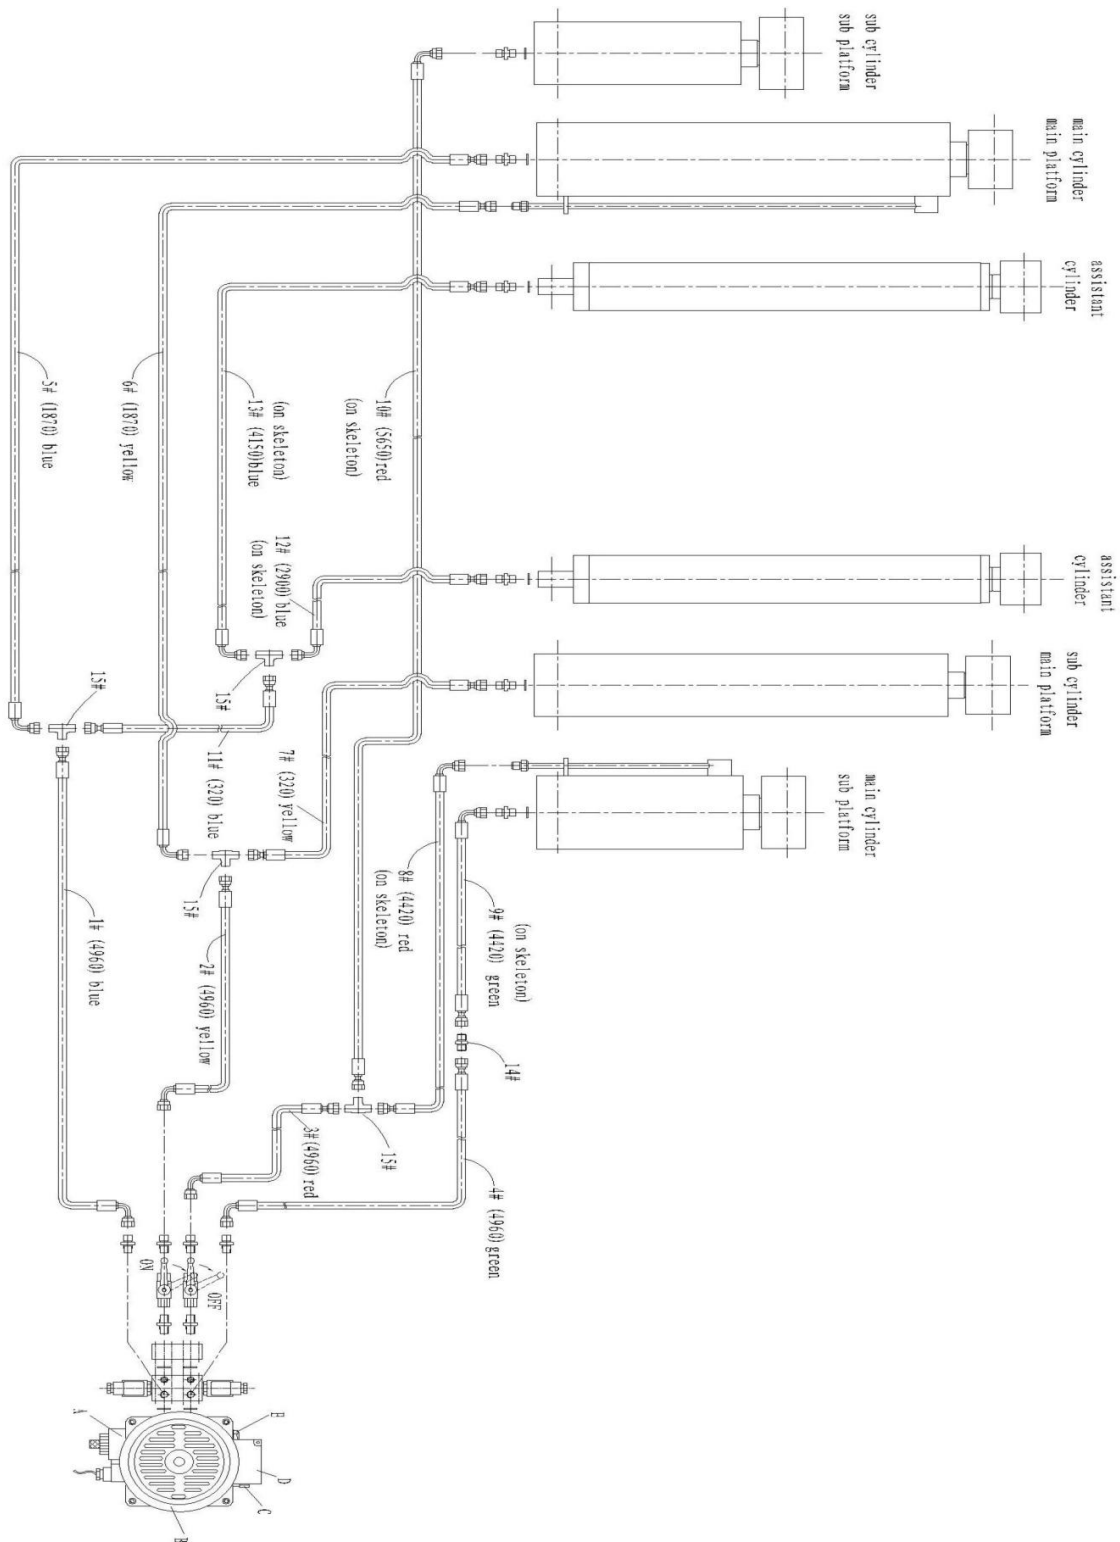 sub cylinder
sub platform
main cylinder
main platform
assistant
cylinder
assistant
cylinder
sub cylinder
main platform
main cylinder
sub platform
5# (1870) blue
6# (1870) yellow
(on skeleton)
13# (4150)blue
10# (5650)red
(on skeleton)
12# (2900) blue
(on skeleton)
15#
15#
11# (320) blue
7# (320) yellow
15#
8# (4420) red
(on skeleton)
(on skeleton)
9# (4420) green
14#
1# (4960) blue
2# (4960) yellow
3#(4960)red
15#
4# (4960)green
ON
OFF
A
D
C